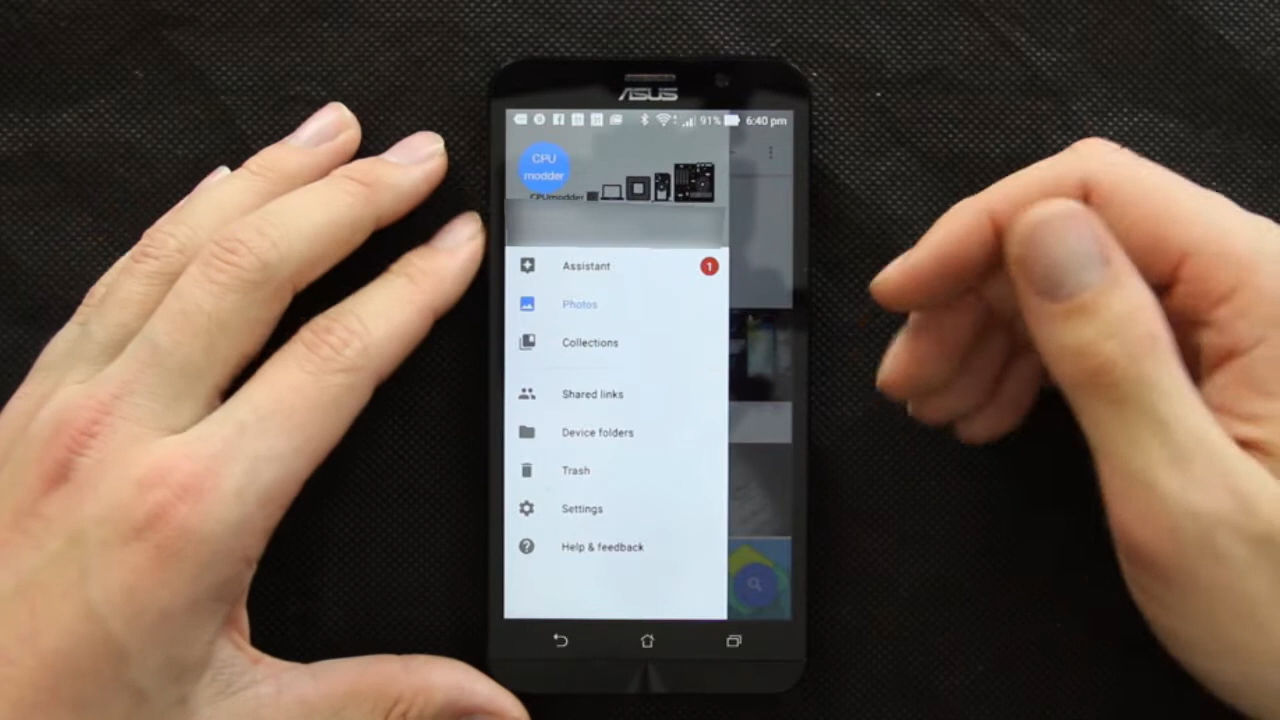 ASUS
91% 6:40 pm
CPU
modder
CPUmodder
Assistant 1
Photos
Collections
Shared links
Device folders
Trash
Settings
Help & feedback